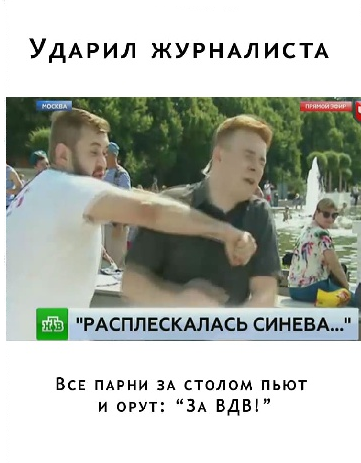 Ударил журналиста
МОСКВА
ПРЯМОЙ ЭФИР
НТВ "РАСПЛЕСКАЛАСЬ СИНЕВА..."
Все парни за столом пьют
и орут: “За ВДВ!”